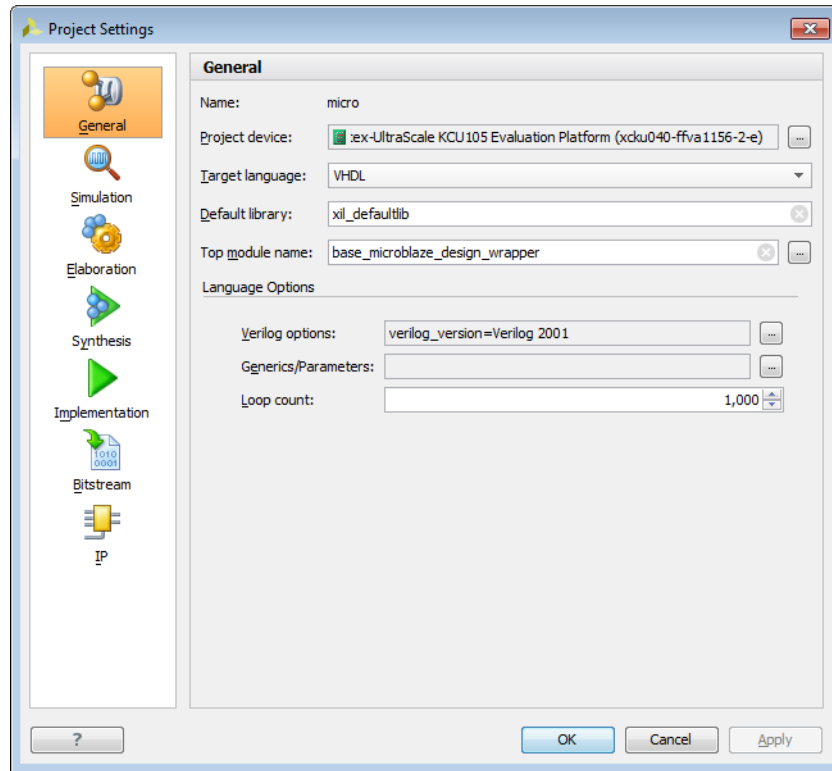 Project Settings
General
Simulation
Elaboration
Synthesis
Implementation
1010
0001
Bitstream
IP
General
Name: micro
Project device: :ex-UltraScale KCU105 Evaluation Platform (xcku040-ffva1156-2-e) ...
Target language: VHDL
Default library: xil_defaultlib
Top module name: base_microblaze_design_wrapper ...
Language Options
Verilog options: verilog_version=Verilog 2001 ...
Generics/Parameters: ...
Loop count: 1,000
? OK Cancel Apply